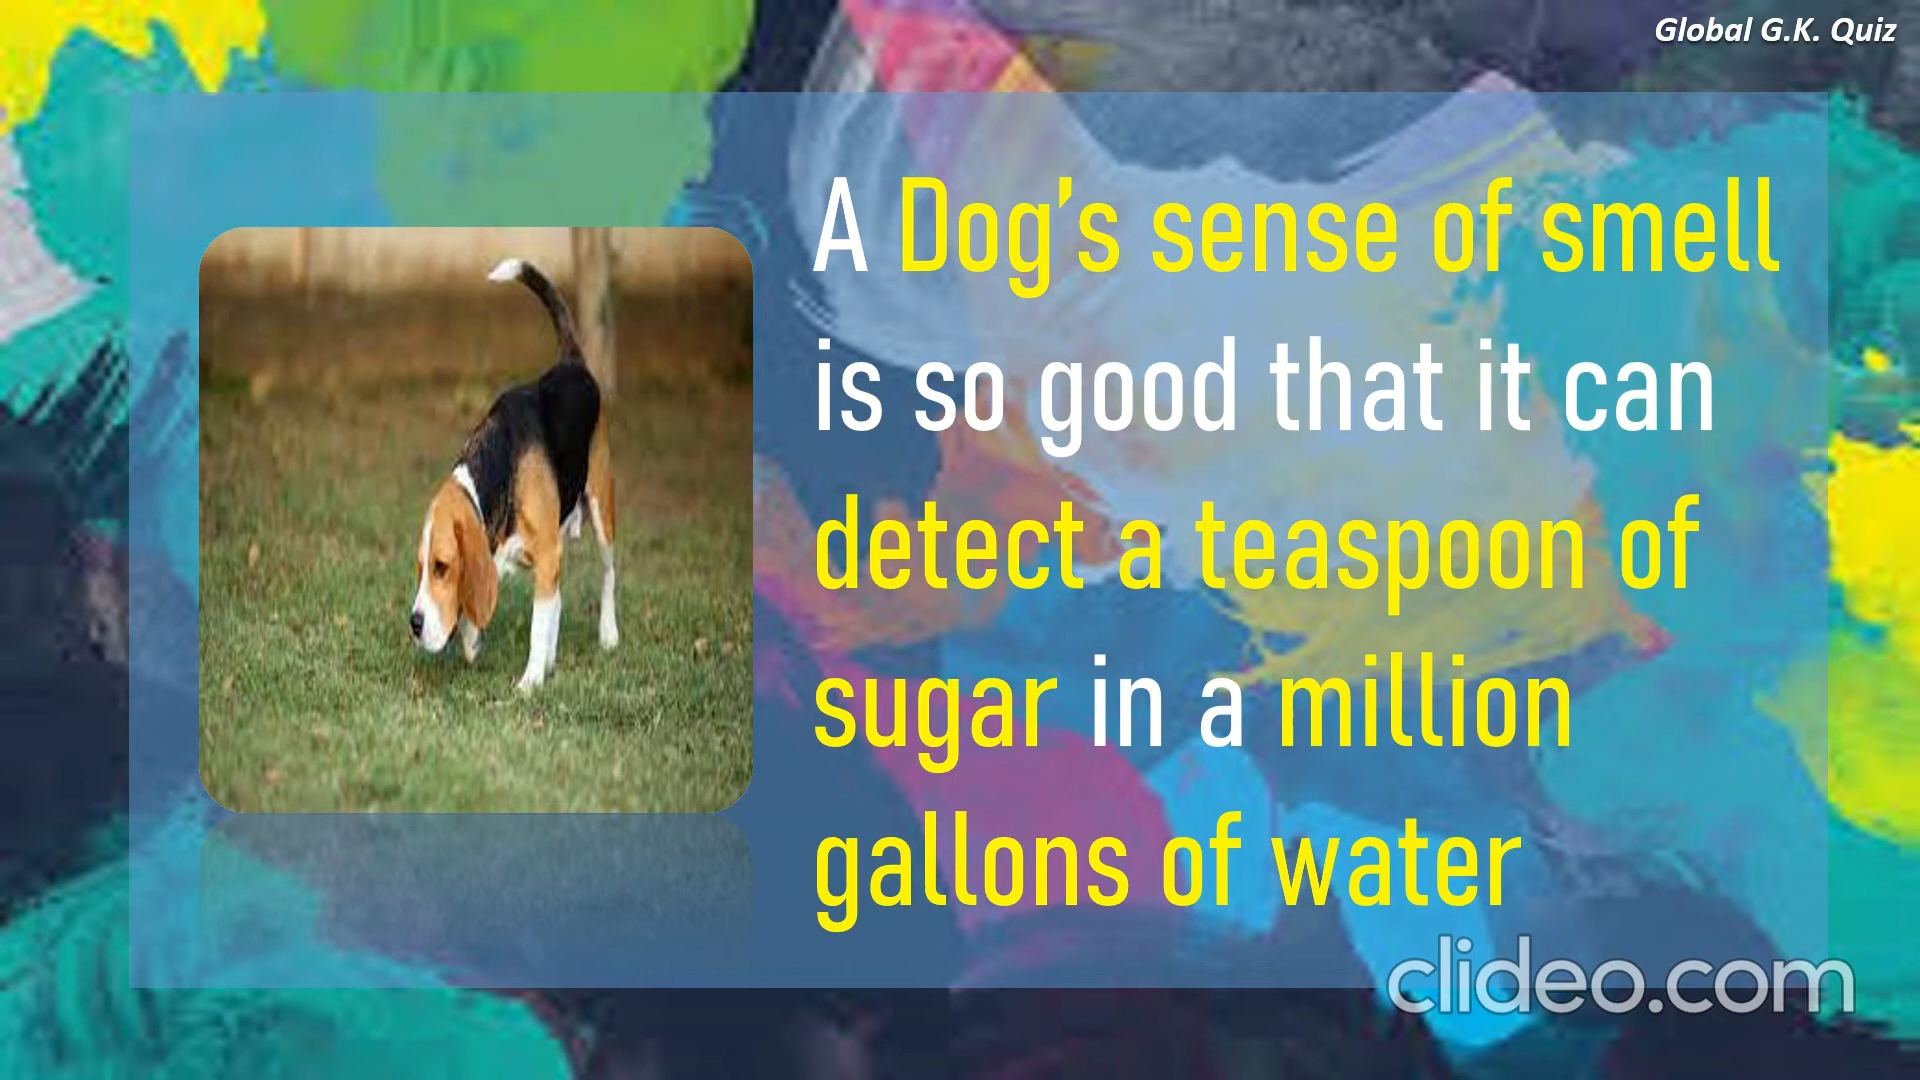 Global G.K. Quiz
A Dog’s sense of smell
is so good that it can
detect a teaspoon of
sugar in a million
gallons of water
clideo.com